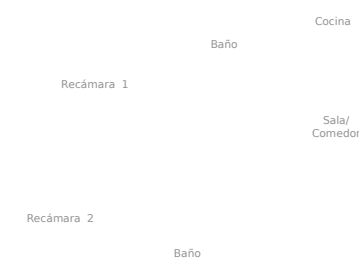 Cocina
Baño
Recámara 1
Sala/
Comedor
Recámara 2
Baño